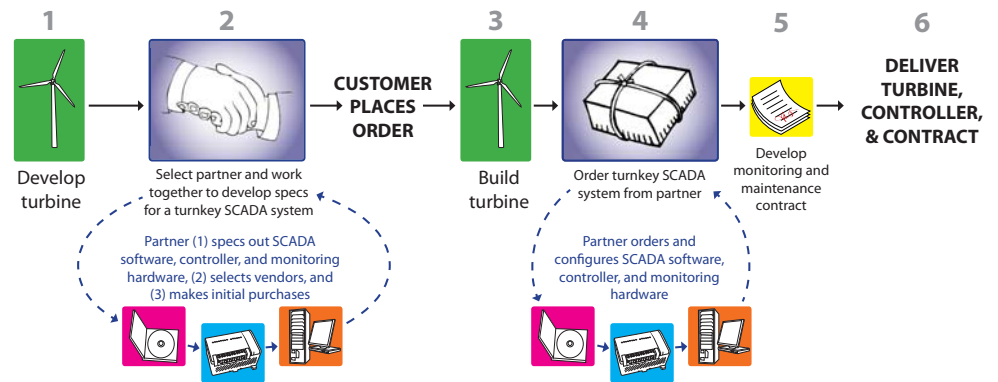 1
2
3
4
5
6
Develop
turbine
Select partner and work
together to develop specs
for a turnkey SCADA system
CUSTOMER
PLACES
ORDER
Build
turbine
Order turnkey SCADA
system from partner
Develop
monitoring and
maintenance
contract
DELIVER
TURBINE,
CONTROLLER,
& CONTRACT
Partner (1) specs out SCADA
software, controller, and monitoring
hardware, (2) selects vendors, and
(3) makes initial purchases
Partner orders and
configures SCADA software,
controller, and monitoring
hardware